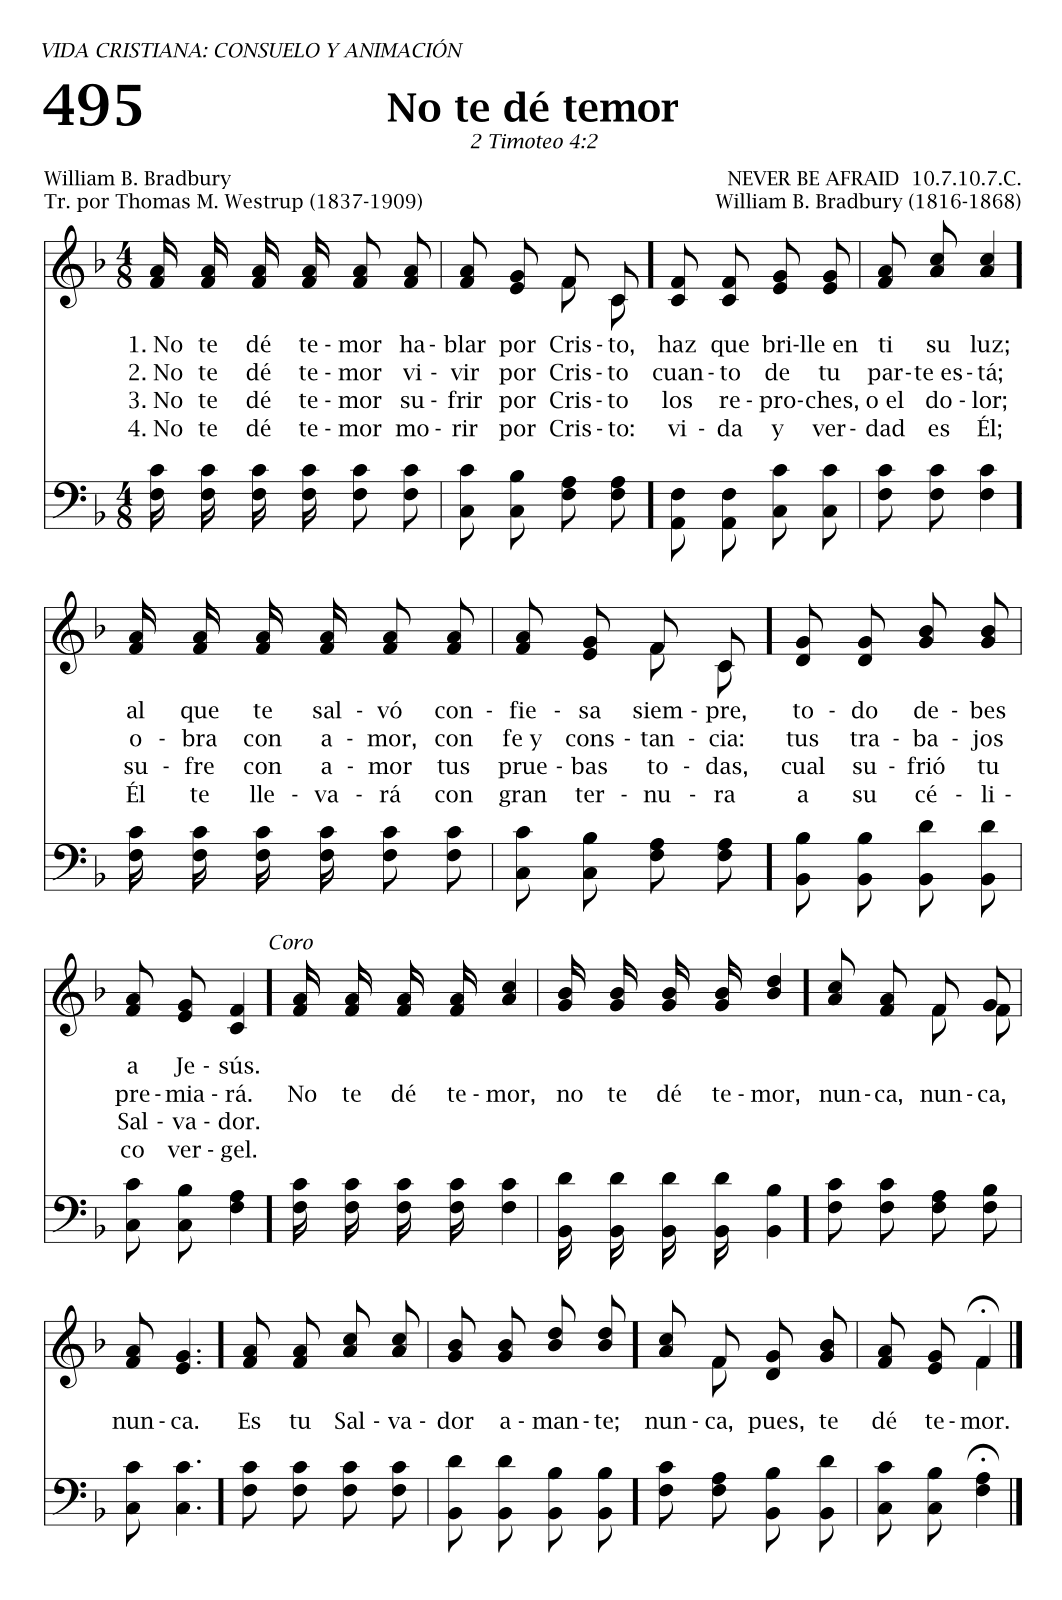 VIDA CRISTIANA: CONSUELO Y ANIMACIÓN
495
No te dé temor
2 Timoteo 4:2
William B. Bradbury
NEVER BE AFRAID 10.7.10.7.C.
Tr. por Thomas M. Westrup (1837-1909)
William B. Bradbury (1816-1868)
1. No te dé te - mor ha - blar por Cris - to, haz que bri-lle en ti su luz;
2. No te dé te - mor vi - vir por Cris - to cuan - to de tu par-te es - tá;
3. No te dé te - mor su - frir por Cris - to los re - pro-ches, o el do - lor;
4. No te dé te - mor mo - rir por Cris - to: vi - da y ver - dad es Él;
al que te sal - vó con - fie - sa siem - pre, to - do de - bes
o - bra con a - mor, con fe y cons - tan - cia: tus tra - ba - jos
su - fre con a - mor tus prue - bas to - das, cual su - frió tu
Él te lle - va - rá con gran ter - nu - ra a su cé - li -
Coro
a Je - sús.
pre - mia - rá. No te dé te - mor, no te dé te - mor, nun - ca, nun - ca,
Sal - va - dor.
co ver - gel.
nun - ca. Es tu Sal - va - dor a - man - te; nun - ca, pues, te dé te - mor.